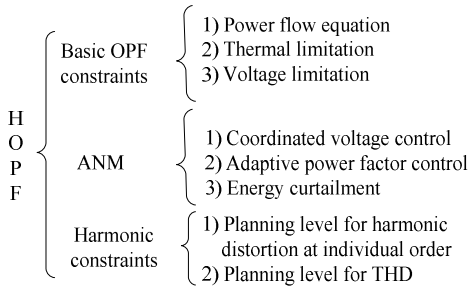 HOPF
Basic OPF
constraints
1) Power flow equation
2) Thermal limitation
3) Voltage limitation
ANM
1) Coordinated voltage control
2) Adaptive power factor control
3) Energy curtailment
Harmonic
constraints
1) Planning level for harmonic
distortion at individual order
2) Planning level for THD